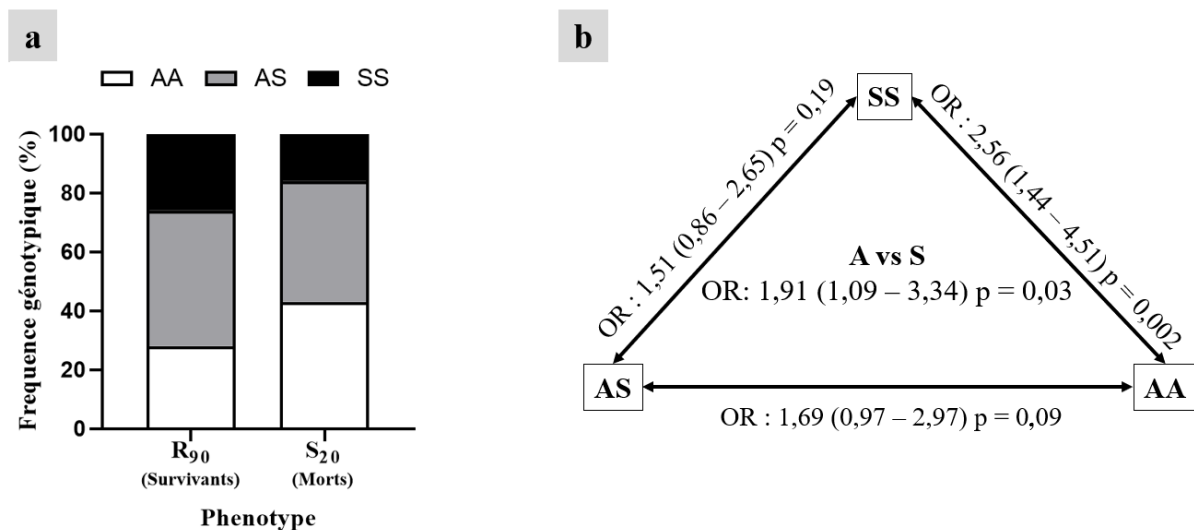 a
AA AS SS
Frequence génotypique (%)
100
80
60
40
20
0
R90 S20
(Survivants) (Morts)
Phenotype
b
SS
OR : 1,51 (0,86 – 2,65) p = 0,19
OR : 2,56 (1,44 – 4,51) p = 0,002
A vs S
OR: 1,91 (1,09 – 3,34) p = 0,03
AS AA
OR : 1.69 (0,97 – 2,97) p = 0,09